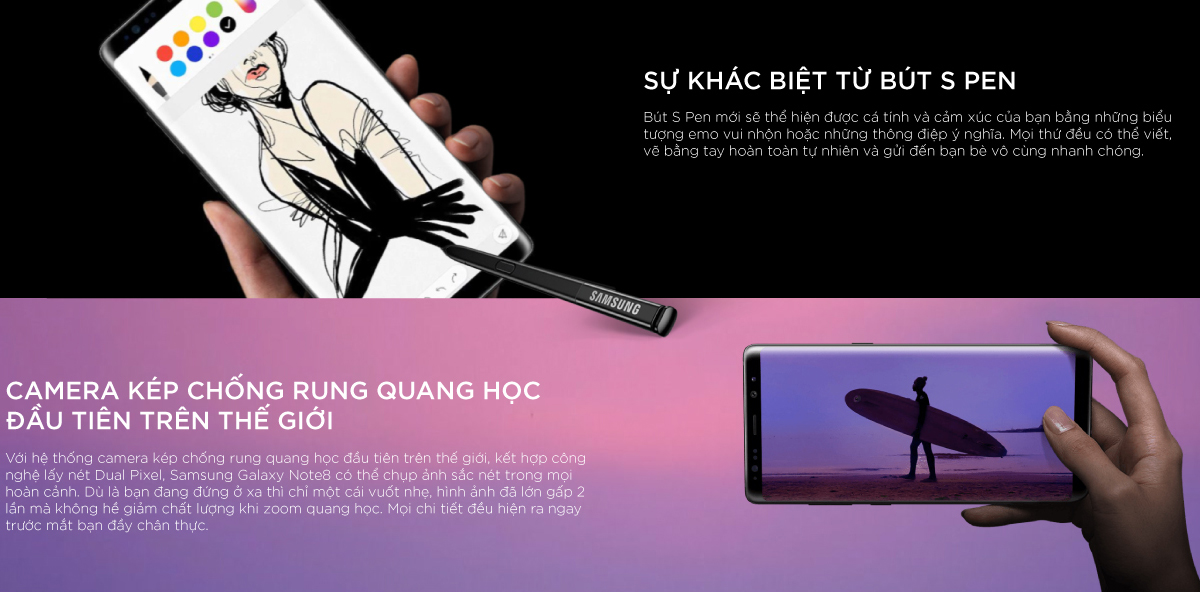 SỰ KHÁC BIỆT TỪ BÚT S PEN
Bút S Pen mới sẽ thể hiện được cá tính và cảm xúc của bạn bằng những biểu
tượng emo vui nhộn hoặc những thông điệp ý nghĩa. Mọi thứ đều có thể viết,
vẽ bằng tay hoàn toàn tự nhiên và gửi đến bạn bè vô cùng nhanh chóng.
SAMSUNG
CAMERA KÉP CHỐNG RUNG QUANG HỌC
ĐẦU TIÊN TRÊN THẾ GIỚI
Với hệ thống camera kép chống rung quang học đầu tiên trên thế giới, kết hợp công
nghệ lấy nét Dual Pixel, Samsung Galaxy Note8 có thể chụp ảnh sắc nét trong mọi
hoàn cảnh. Dù là bạn đang đứng ở xa thì chỉ một cái vuốt nhẹ, hình ảnh đã lớn gấp 2
lần mà không hề giảm chất lượng khi zoom quang học. Mọi chi tiết đều hiện ra ngay
trước mắt bạn đầy chân thực.